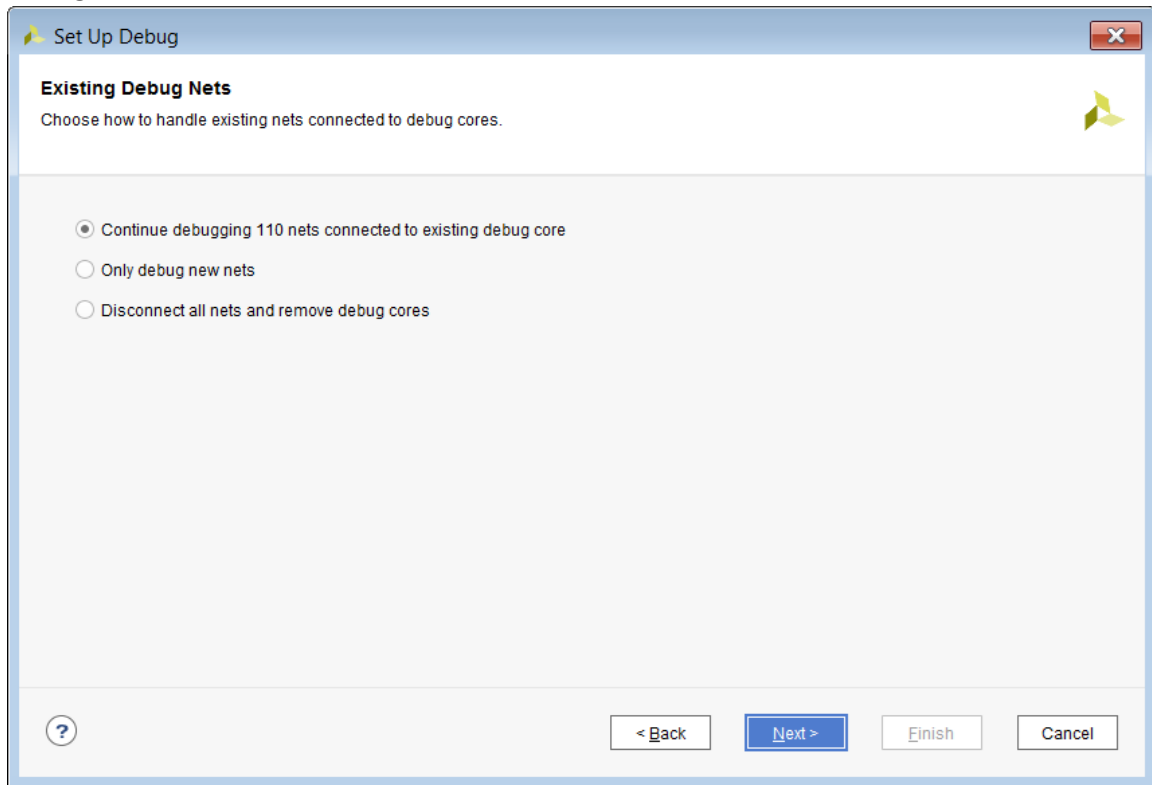 Set Up Debug
Existing Debug Nets
Choose how to handle existing nets connected to debug cores.
Continue debugging 110 nets connected to existing debug core
Only debug new nets
Disconnect all nets and remove debug cores
? < Back Next > Finish Cancel